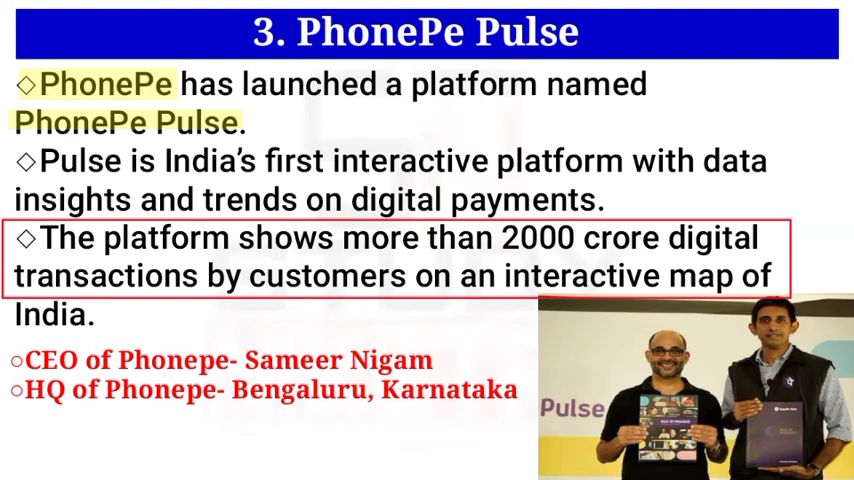 3. PhonePe Pulse
◇PhonePe has launched a platform named
PhonePe Pulse.
◇Pulse is India's first interactive platform with data
insights and trends on digital payments.
◇The platform shows more than 2000 crore digital
transactions by customers on an interactive map of
India.
○CEO of Phonepe- Sameer Nigam
○HQ of Phonepe- Bengaluru, Karnataka
Pulse